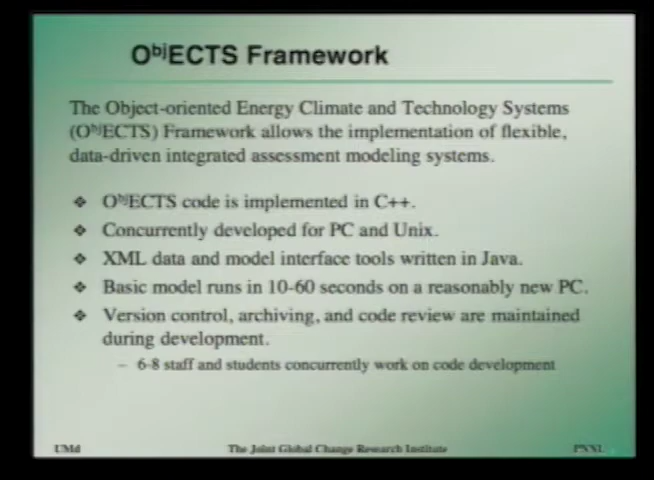 ObjECTS Framework
The Object-oriented Energy Climate and Technology Systems
(ObjECTS) Framework allows the implementation of flexible,
data-driven integrated assessment modeling systems.
❖ ObjECTS code is implemented in C++.
❖ Concurrently developed for PC and Unix.
❖ XML data and model interface tools written in Java.
❖ Basic model runs in 10-60 seconds on a reasonably new PC.
❖ Version control, archiving, and code review are maintained
during development.
– 6-8 staff and students concurrently work on code development
UMd The Joint Global Change Research Institute PNNL